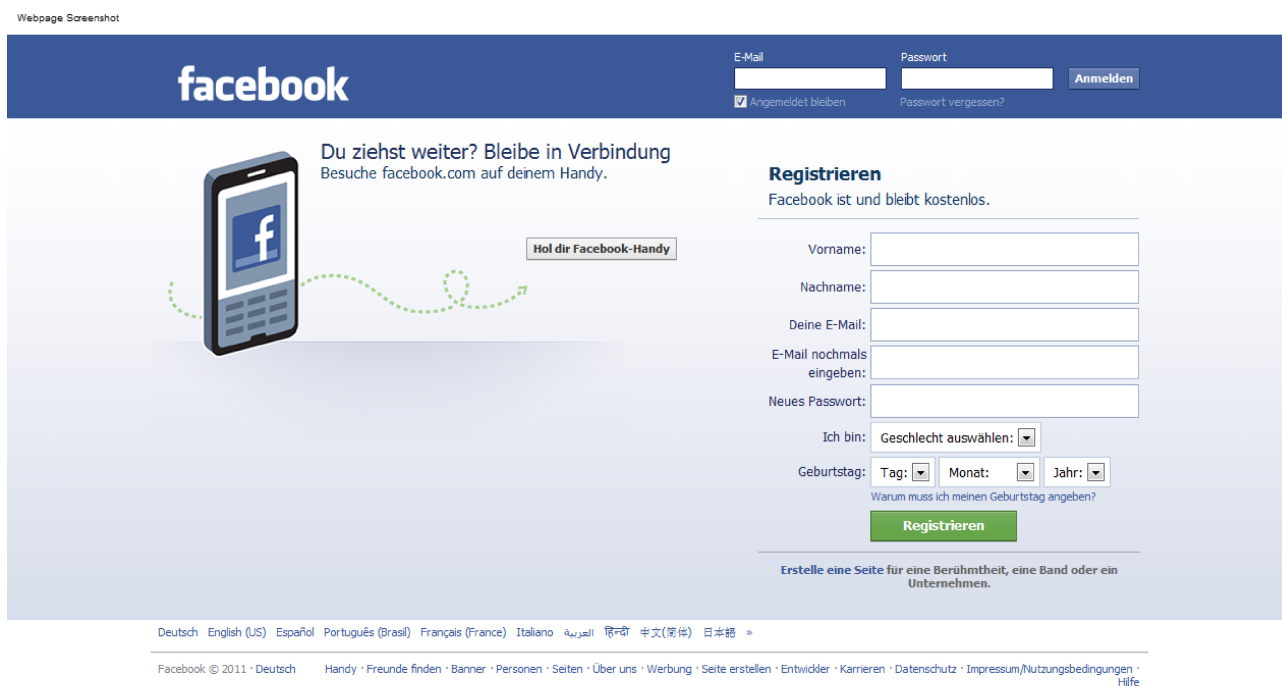 Webpage Screenshot
facebook
E-Mail
Passwort
Anmelden
Angemeldet bleiben
Passwort vergessen?
Du ziehst weiter? Bleibe in Verbindung
Besuche facebook.com auf deinem Handy.
f
Hol dir Facebook-Handy
Registrieren
Facebook ist und bleibt kostenlos.
Vorname:
Nachname:
Deine E-Mail:
E-Mail nochmals
eingeben:
Neues Passwort:
Ich bin: Geschlecht auswählen:
Geburtstag: Tag: Monat: Jahr:
Warum muss ich meinen Geburtstag angeben?
Registrieren
Erstelle eine Seite für eine Berühmtheit, eine Band oder ein
Unternehmen.
Deutsch English (US) Español Português (Brasil) Français (France) Italiano العربية हिन्दी 中文(简体) 日本語 »
Facebook © 2011 · Deutsch
Handy · Freunde finden · Banner · Personen · Seiten · Über uns · Werbung · Seite erstellen · Entwickler · Karrieren · Datenschutz · Impressum/Nutzungsbedingungen ·
Hilfe